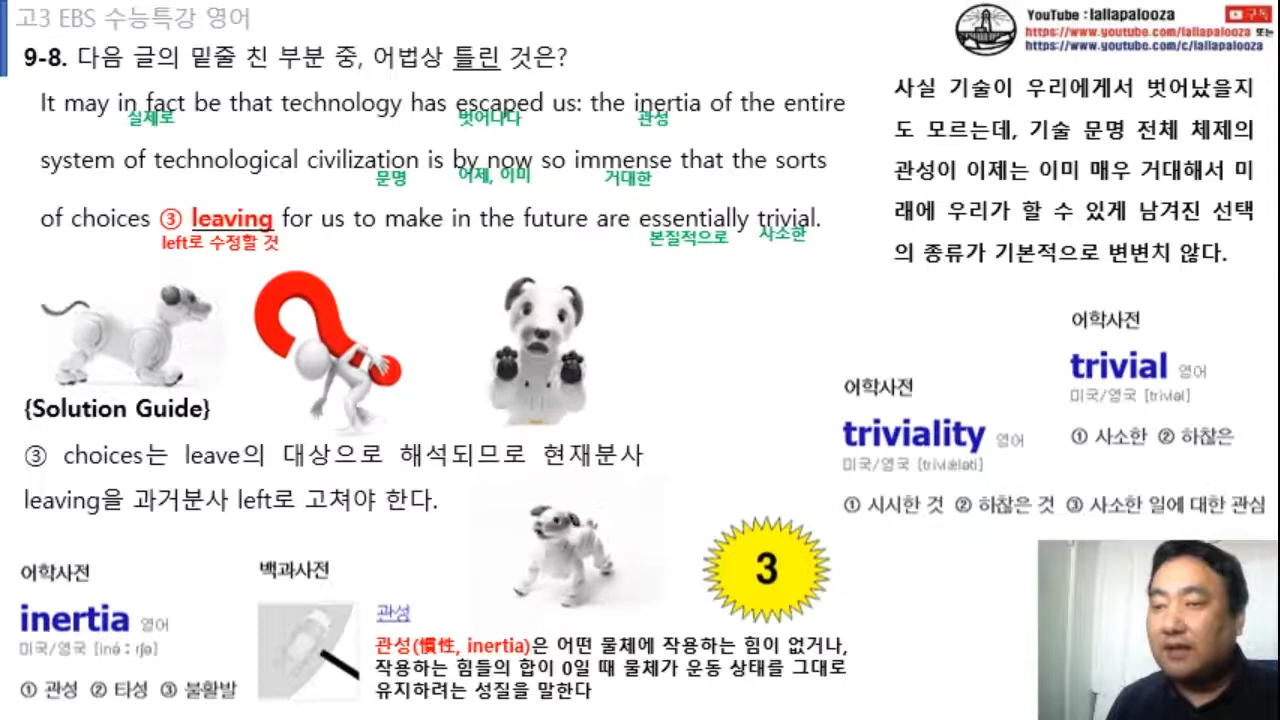 고3 EBS 수능특강 영어
YouTube : lallapalooza
구독
https://www.youtube.com/lallapalooza 또는
https://www.youtube.com/c/lallapalooza
9-8. 다음 글의 밑줄 친 부분 중, 어법상 틀린 것은?
It may in fact be that technology has escaped us: the inertia of the entire
실제로 벗어나다 관성
system of technological civilization is by now so immense that the sorts
문명 이제, 이미 거대한
of choices ③ leaving for us to make in the future are essentially trivial.
left로 수정할 것 본질적으로 사소한
사실 기술이 우리에게서 벗어났을지
도 모르는데, 기술 문명 전체 체제의
관성이 이제는 이미 매우 거대해서 미
래에 우리가 할 수 있게 남겨진 선택
의 종류가 기본적으로 변변치 않다.
{Solution Guide}
③ choices는 leave의 대상으로 해석되므로 현재분사
leaving을 과거분사 left로 고쳐야 한다.
어학사전
trivial 영어
미국/영국 [triviəl]
① 사소한 ② 하찮은
어학사전
triviality 영어
미국/영국 [triviǽləti]
① 시시한 것 ② 하찮은 것 ③ 사소한 일에 대한 관심
3
어학사전
inertia 영어
미국/영국 [inə́ːrʃə]
① 관성 ② 타성 ③ 불활발
백과사전
관성
관성(慣性, inertia)은 어떤 물체에 작용하는 힘이 없거나,
작용하는 힘들의 합이 0일 때 물체가 운동 상태를 그대로
유지하려는 성질을 말한다